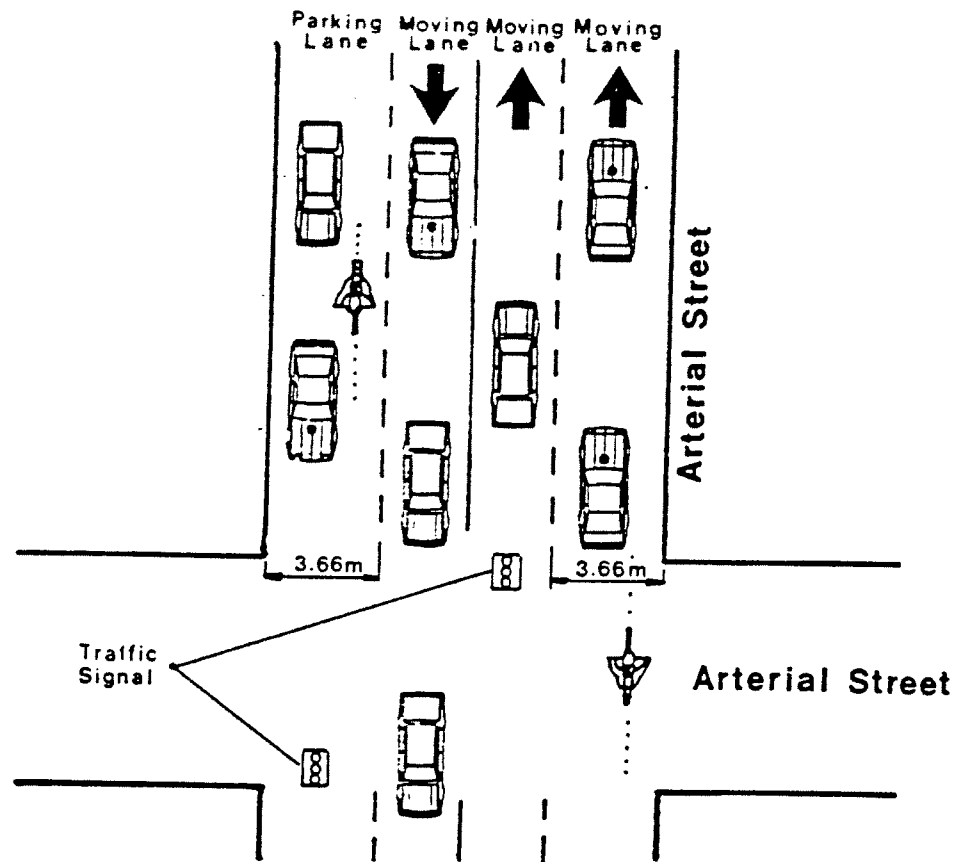 Parking Moving Moving Moving
Lane Lane Lane Lane
Arterial Street
3.66m 3.66m
Traffic
Signal
Arterial Street